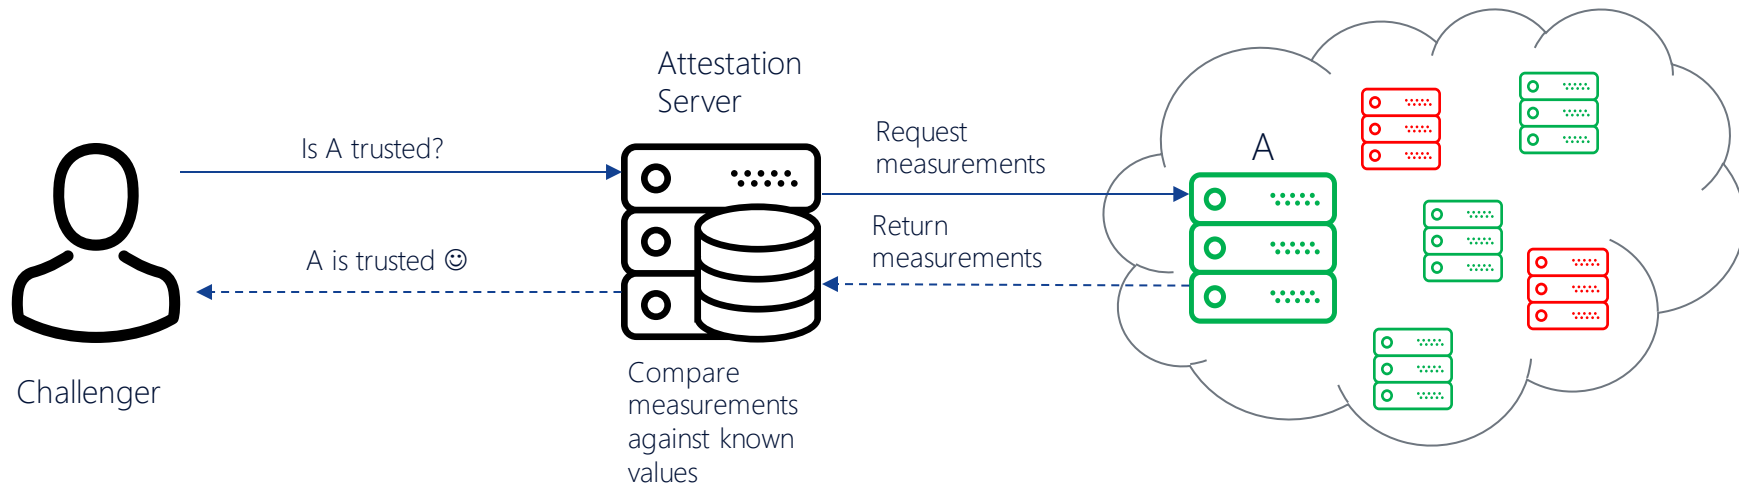 Attestation
Server
Is A trusted?
Request
measurements
A
Return
measurements
A is trusted ☺
Compare
measurements
against known
values
Challenger